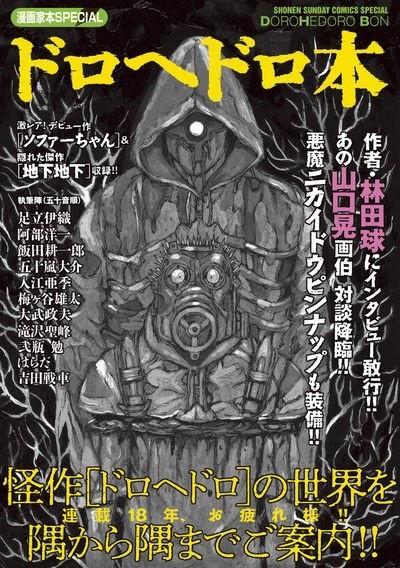 漫画家本SPECIAL
SHONEN SUNDAY COMICS SPECIAL
DOROHEDORO BON
ドロヘドロ本
激レア!デビュー作
[ソファーちゃん]&
隠れた傑作
[地下地下]収録!!
執筆陣(五十音順)
足立伊織
阿部洋一
飯田耕一郎
五十嵐大介
入江亜季
梅ヶ谷雄太
大武政夫
滝沢聖峰
弐瓶 勉
はらだ
吉田戦車
作者・林田球にインタビュー敢行!!
あの山口晃画伯 対談降臨!!
悪魔ニカイドウピンナップも装備!!
怪作[ドロヘドロ]の世界を
連載18年、お疲れ様!!
隅から隅までご案内!!